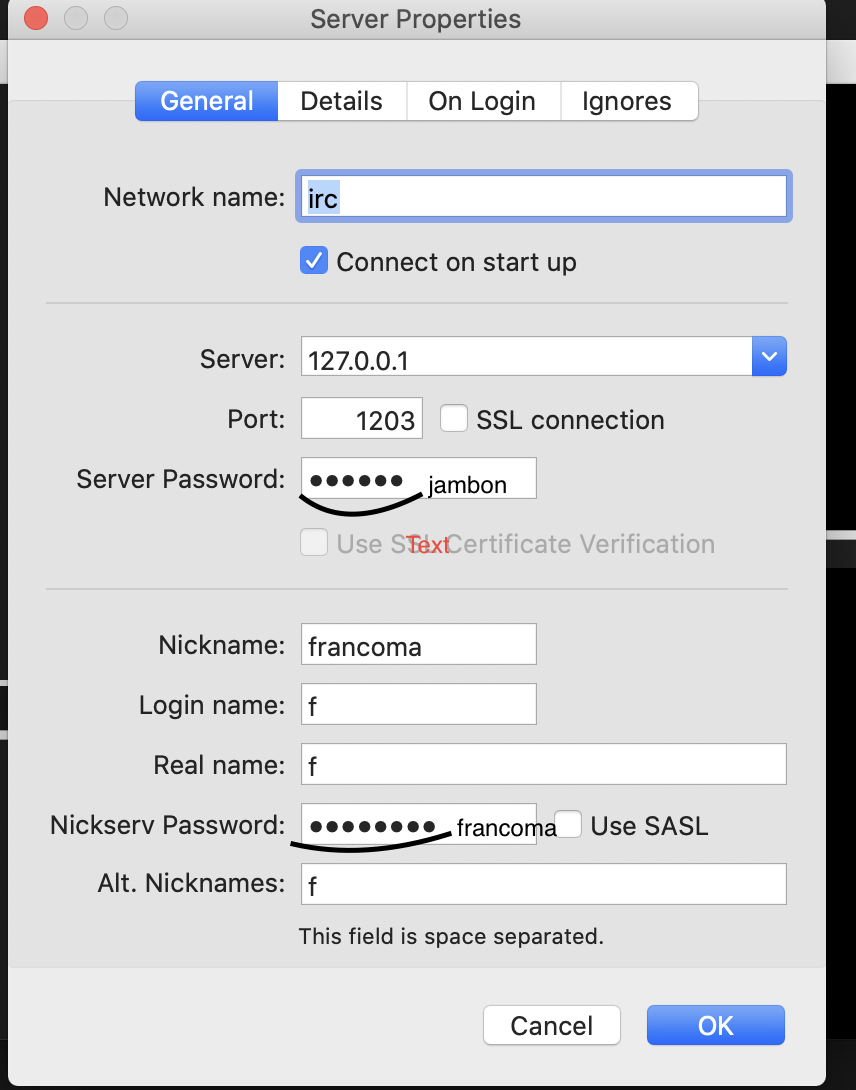 Server Properties
General Details On Login Ignores
Network name: irc
Connect on start up
Server: 127.0.0.1
Port: 1203 SSL connection
Server Password: •••••• jambon
Use SSL Certificate Verification
Text
Nickname: francoma
Login name: f
Real name: f
Nickserv Password: •••••••• francoma Use SASL
Alt. Nicknames: f
This field is space separated.
Cancel OK